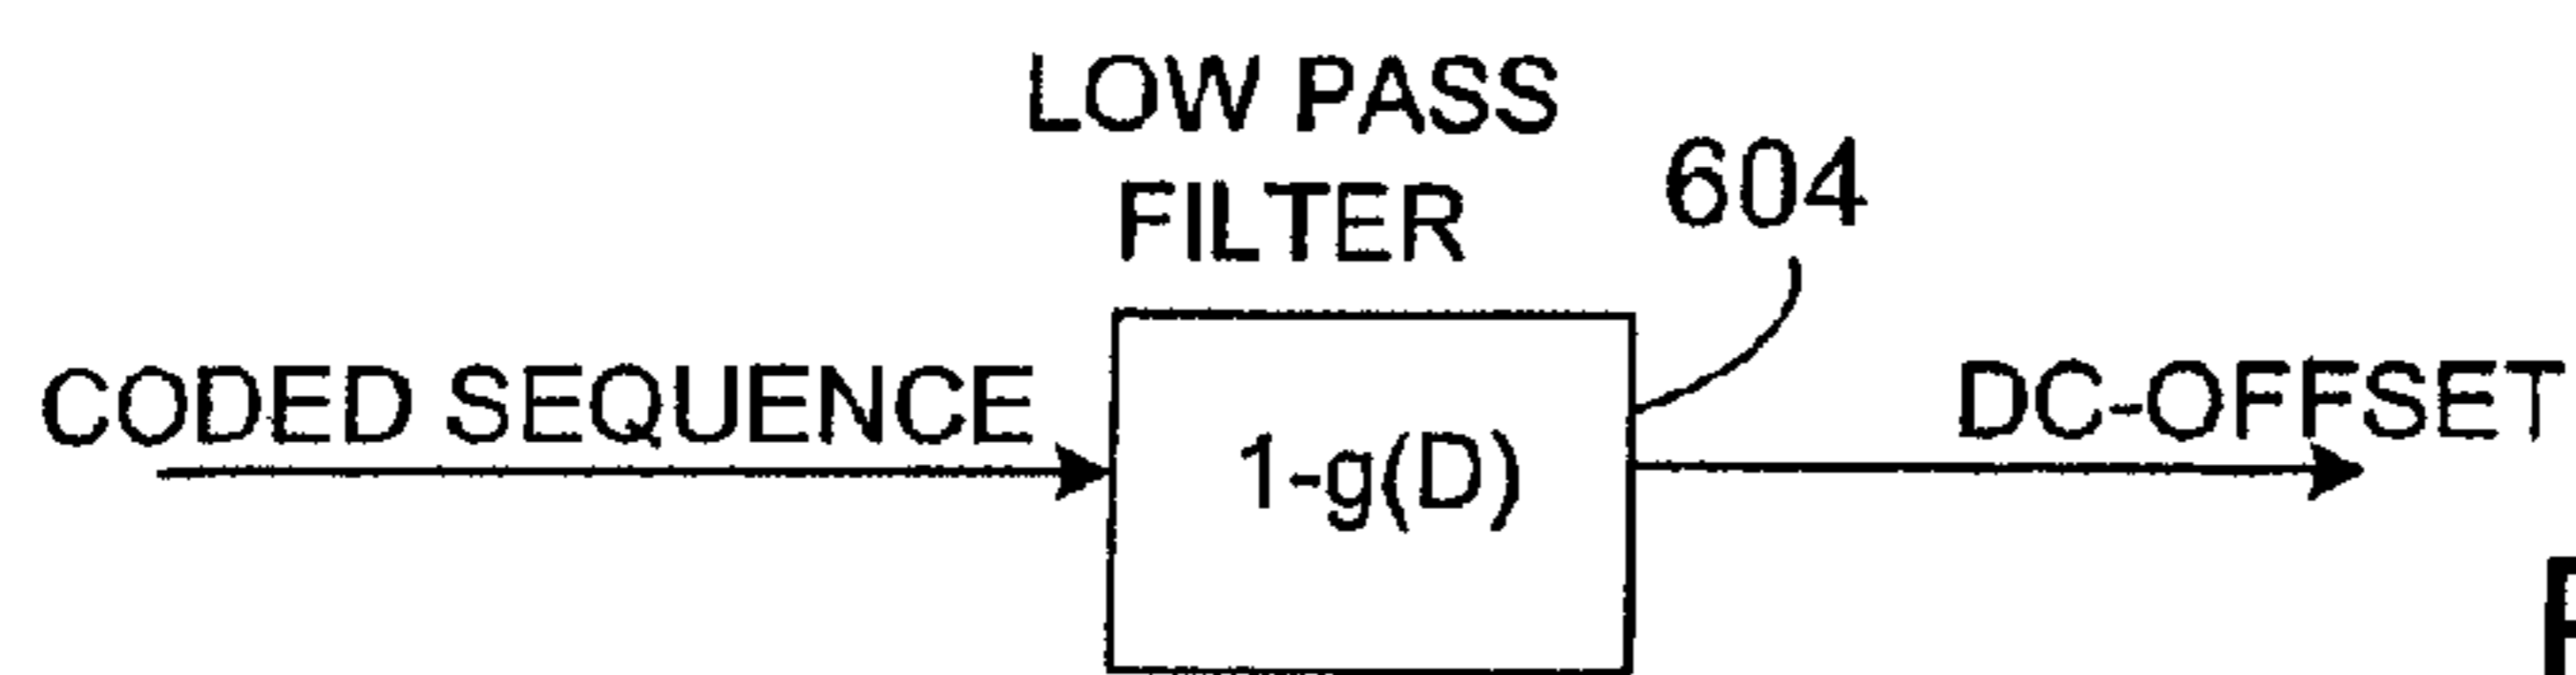 LOW PASS
FILTER
604
CODED SEQUENCE
1-g(D)
DC-OFFSET